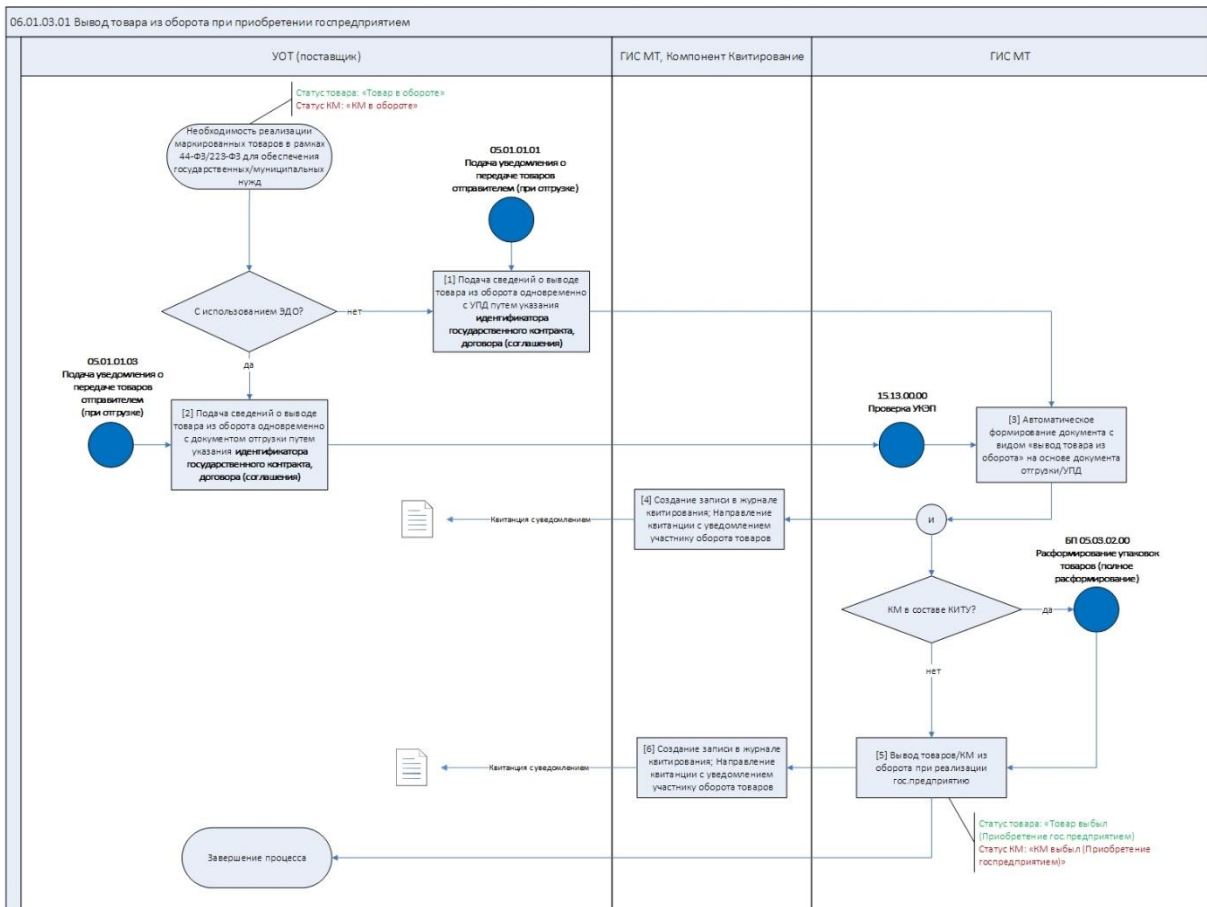 06.01.03.01 Вывод товара из оборота при приобретении госпредприятием
УОТ (поставщик)
ГИС МТ, Компонент Квитирование
ГИС МТ
Статус товара: «Товар в обороте»
Статус КМ: «КМ в обороте»
Необходимость реализации
маркированных товаров в рамках
44-ФЗ/223-ФЗ для обеспечения
государственных/муниципальных
нужд
05.01.01.01
Подача уведомления о
передаче товаров
отправителем (при отгрузке)
С использованием ЭДО?
нет
да
[1] Подача сведений о выводе
товара из оборота одновременно
с УПД путем указания
идентификатора
государственного контракта,
договора (соглашения)
05.01.01.03
Подача уведомления о
передаче товаров
отправителем
(при отгрузке)
[2] Подача сведений о выводе
товара из оборота одновременно
с документом отгрузки путем
указания идентификатора
государственного контракта,
договора (соглашения)
15.13.00.00
Проверка УКЭП
[3] Автоматическое
формирование документа с
видом «вывод товара из
оборота» на основе документа
отгрузки/УПД
[4] Создание записи в журнале
квитирования; Направление
квитанции с уведомлением
участнику оборота товаров
Квитанция с уведомлением
и
БП 05.03.02.00
Расформирование упаковок
товаров (полное
расформирование)
КМ в составе КИТУ?
да
нет
[5] Вывод товаров/КМ из
оборота при реализации
гос.предприятию
[6] Создание записи в журнале
квитирования; Направление
квитанции с уведомлением
участнику оборота товаров
Квитанция с уведомлением
Статус товара: «Товар выбыл
(Приобретение гос.предприятием)
Статус КМ: «КМ выбыл (Приобретение
госпредприятием)»
Завершение процесса